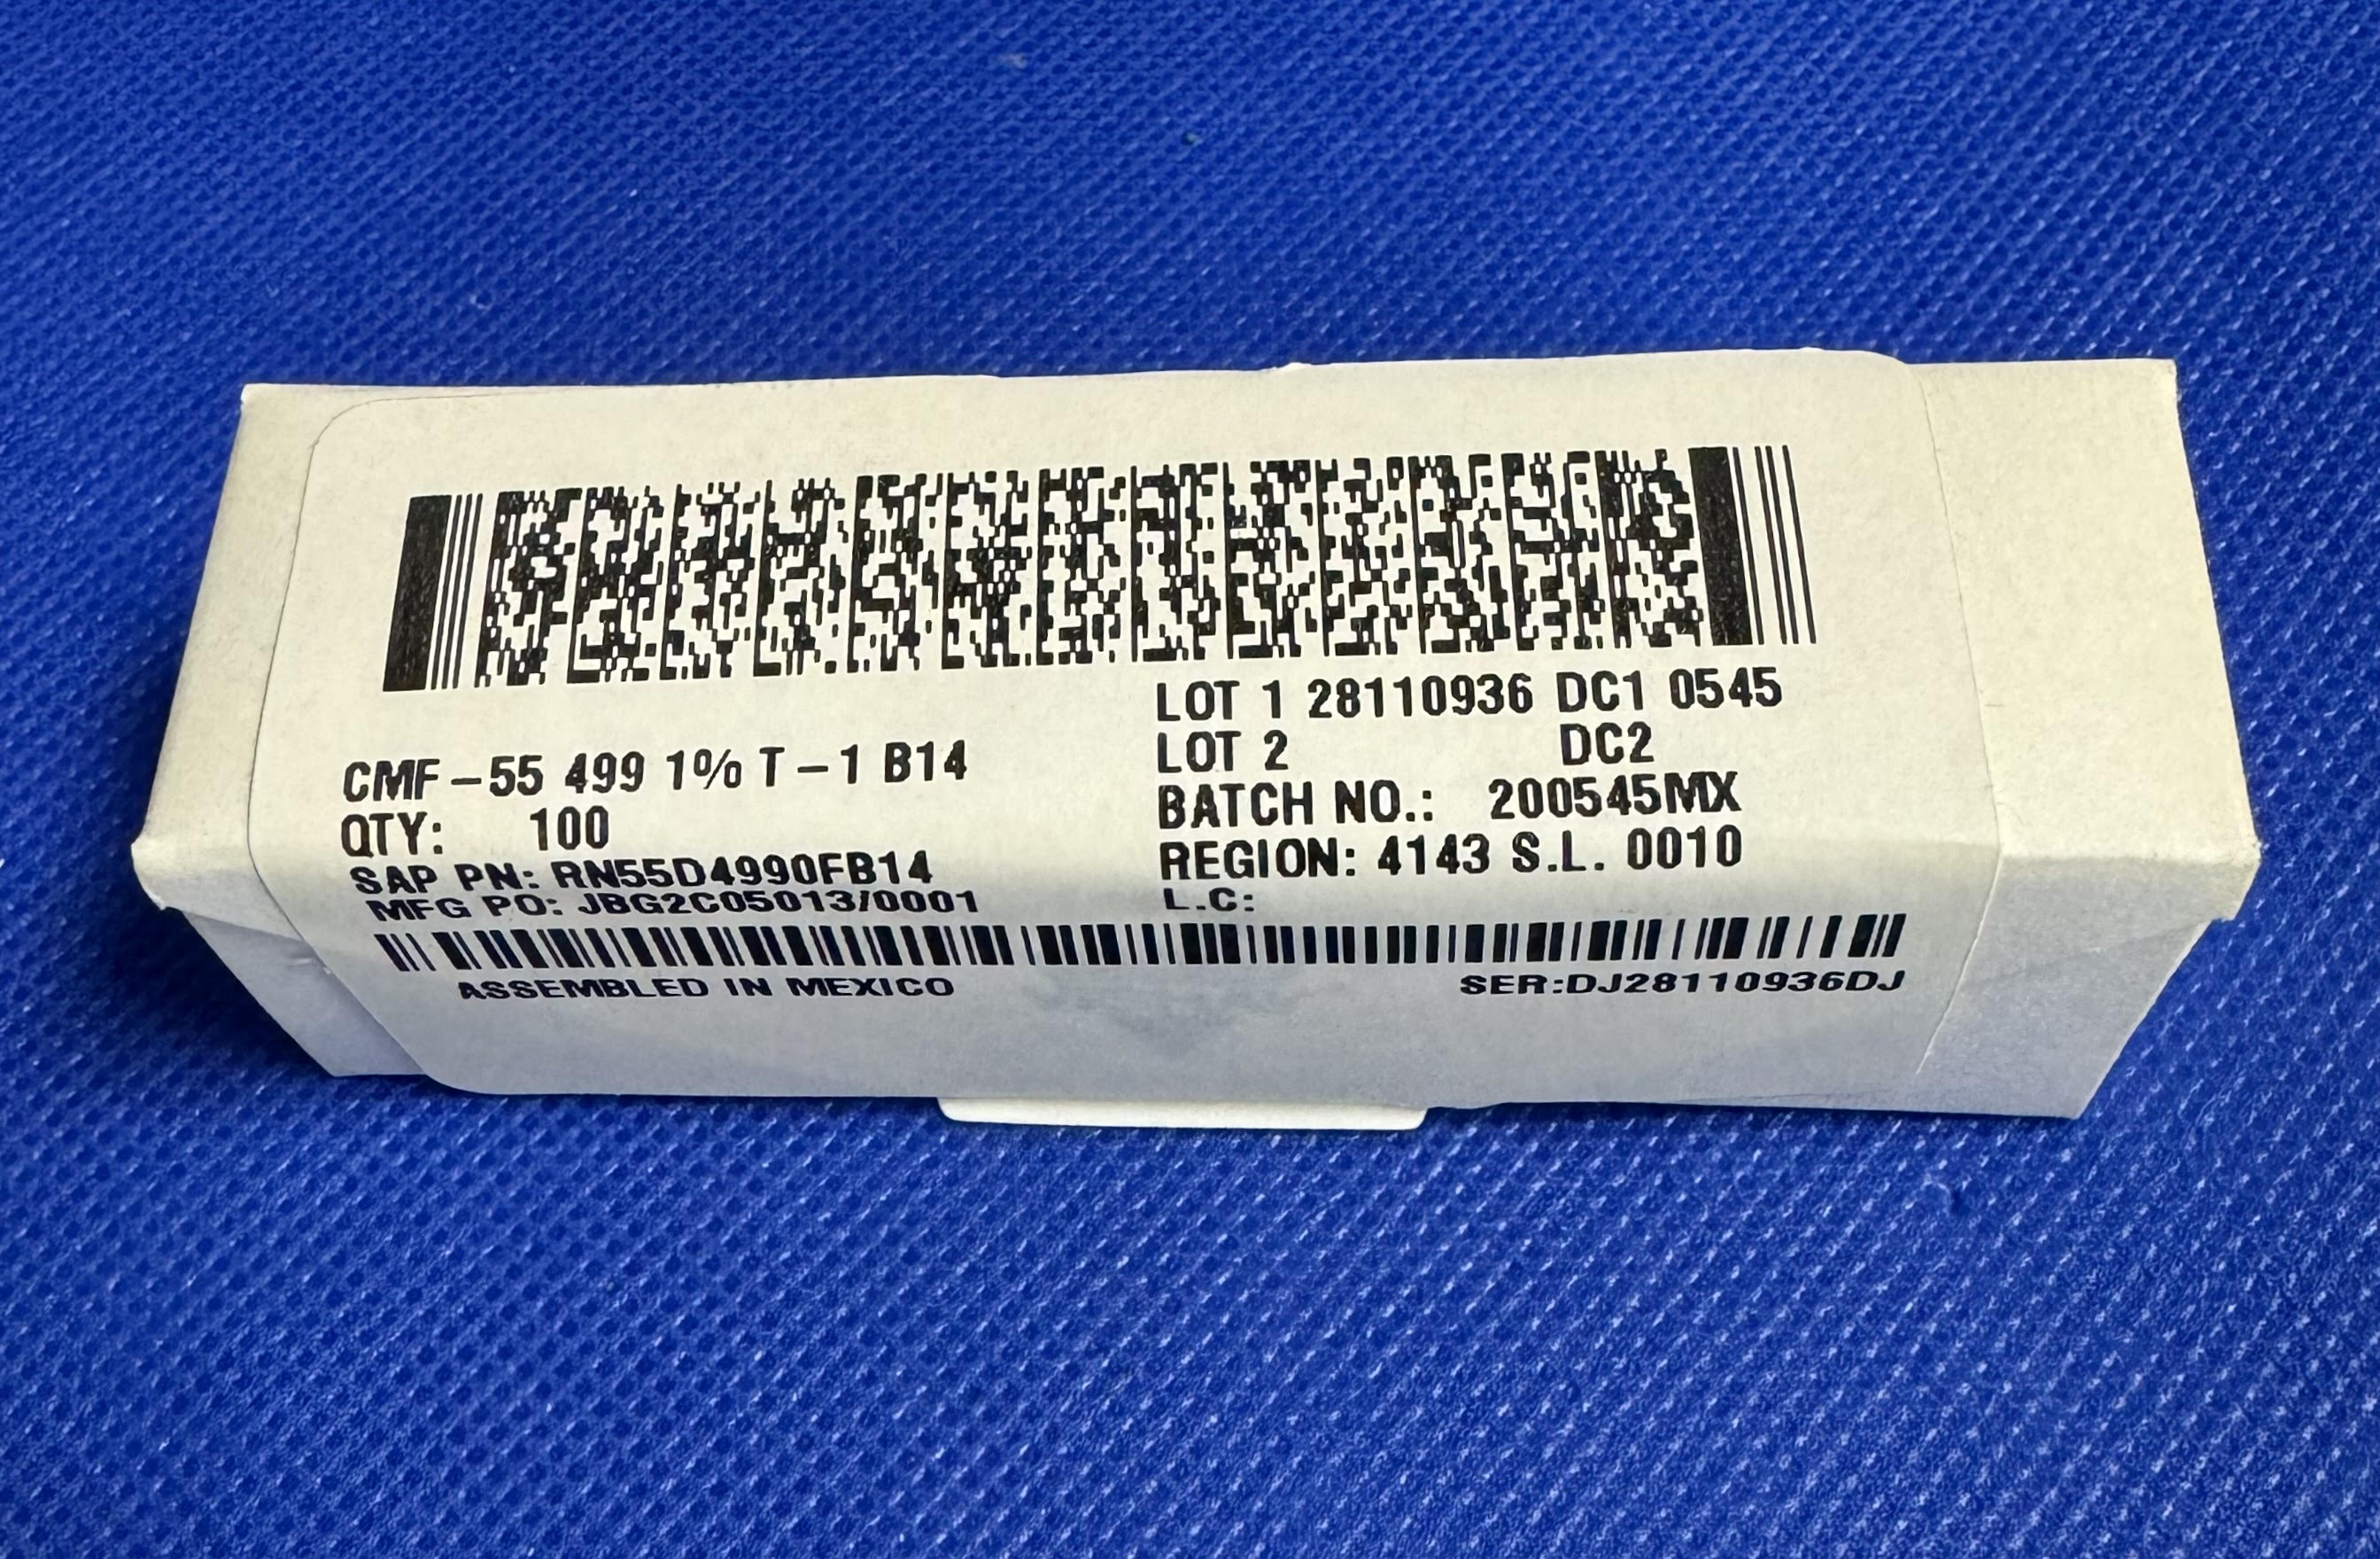 LOT 1 28110936 DC1 0545
LOT 2 DC2
BATCH NO.: 200545MX
REGION: 4143 S.L. 0010
L.C:
CMF-55 499 1% T-1 B14
QTY: 100
SAP PN: RN55D4990FB14
MFG PO: JBG2C05013/0001
ASSEMBLED IN MEXICO
SER:DJ28110936DJ